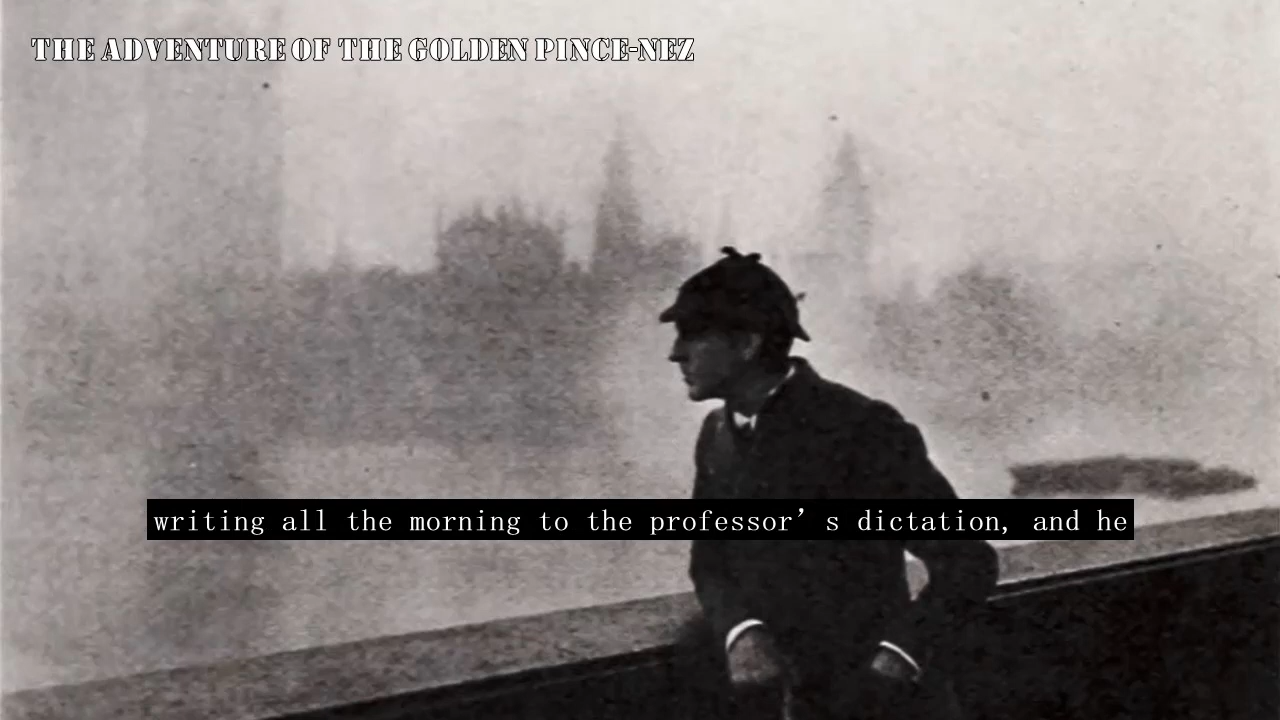 THE ADVENTURE OF THE GOLDEN PINCE-NEZ
writing all the morning to the professor’s dictation, and he